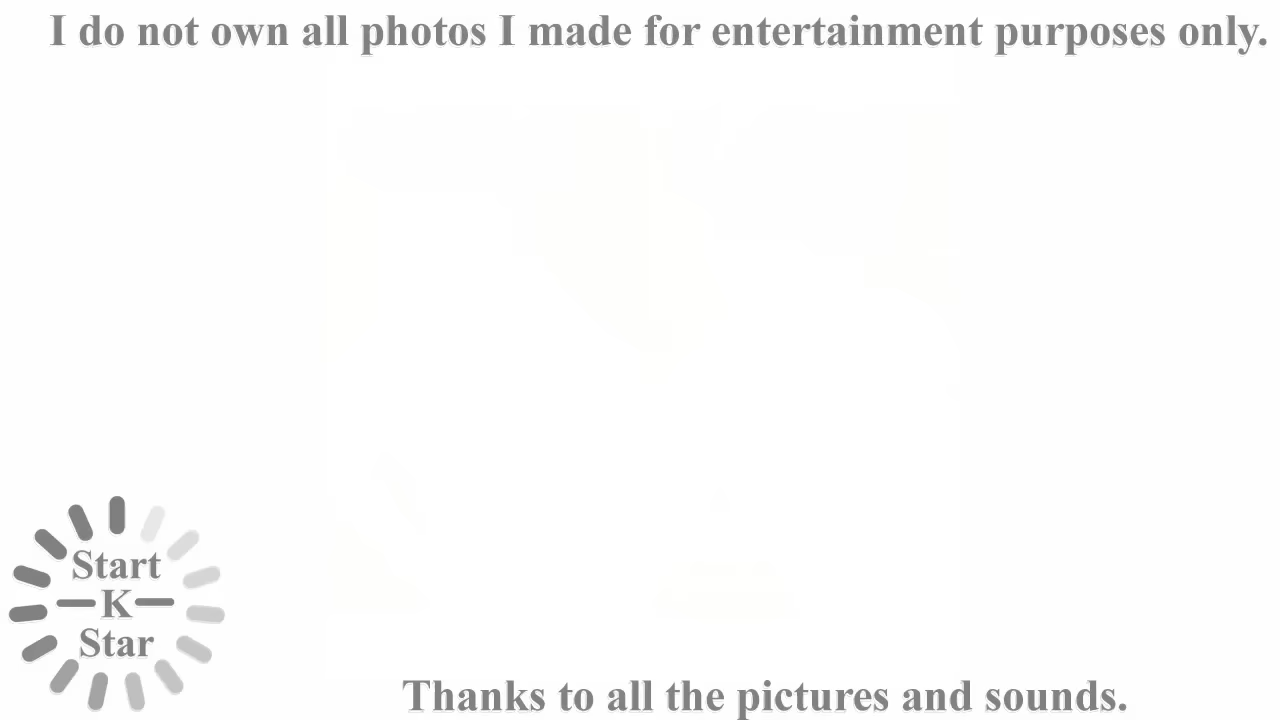 I do not own all photos I made for entertainment purposes only.
Start
K
Star
Thanks to all the pictures and sounds.